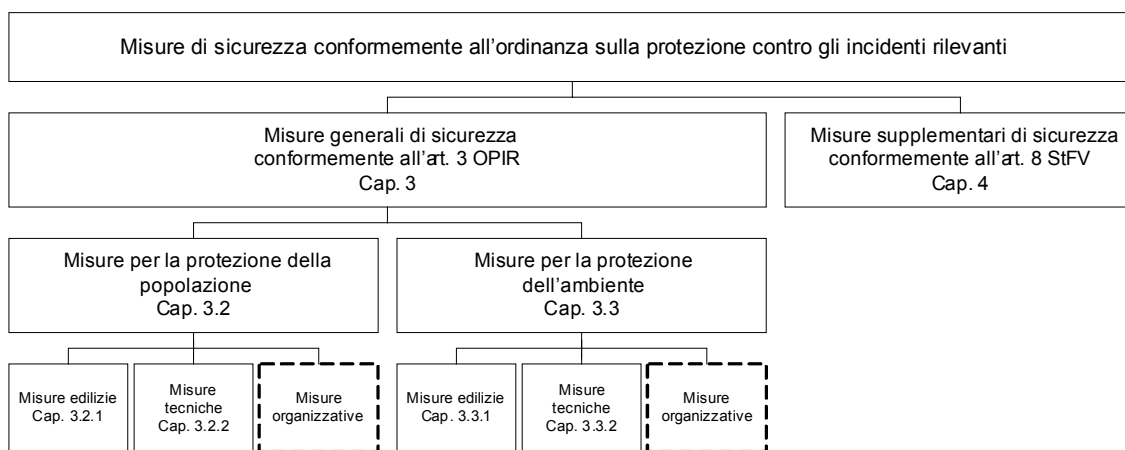 Misure di sicurezza conformemente all'ordinanza sulla protezione contro gli incidenti rilevanti
Misure generali di sicurezza
conformemente all'art. 3 OPIR
Cap. 3
Misure supplementari di sicurezza
conformemente all'art. 8 StFV
Cap. 4
Misure per la protezione della
popolazione
Cap. 3.2
Misure per la protezione
dell'ambiente
Cap. 3.3
Misure edilizie
Cap. 3.2.1
Misure
tecniche
Cap. 3.2.2
Misure
organizzative
Misure edilizie
Cap. 3.3.1
Misure
tecniche
Cap. 3.3.2
Misure
organizzative